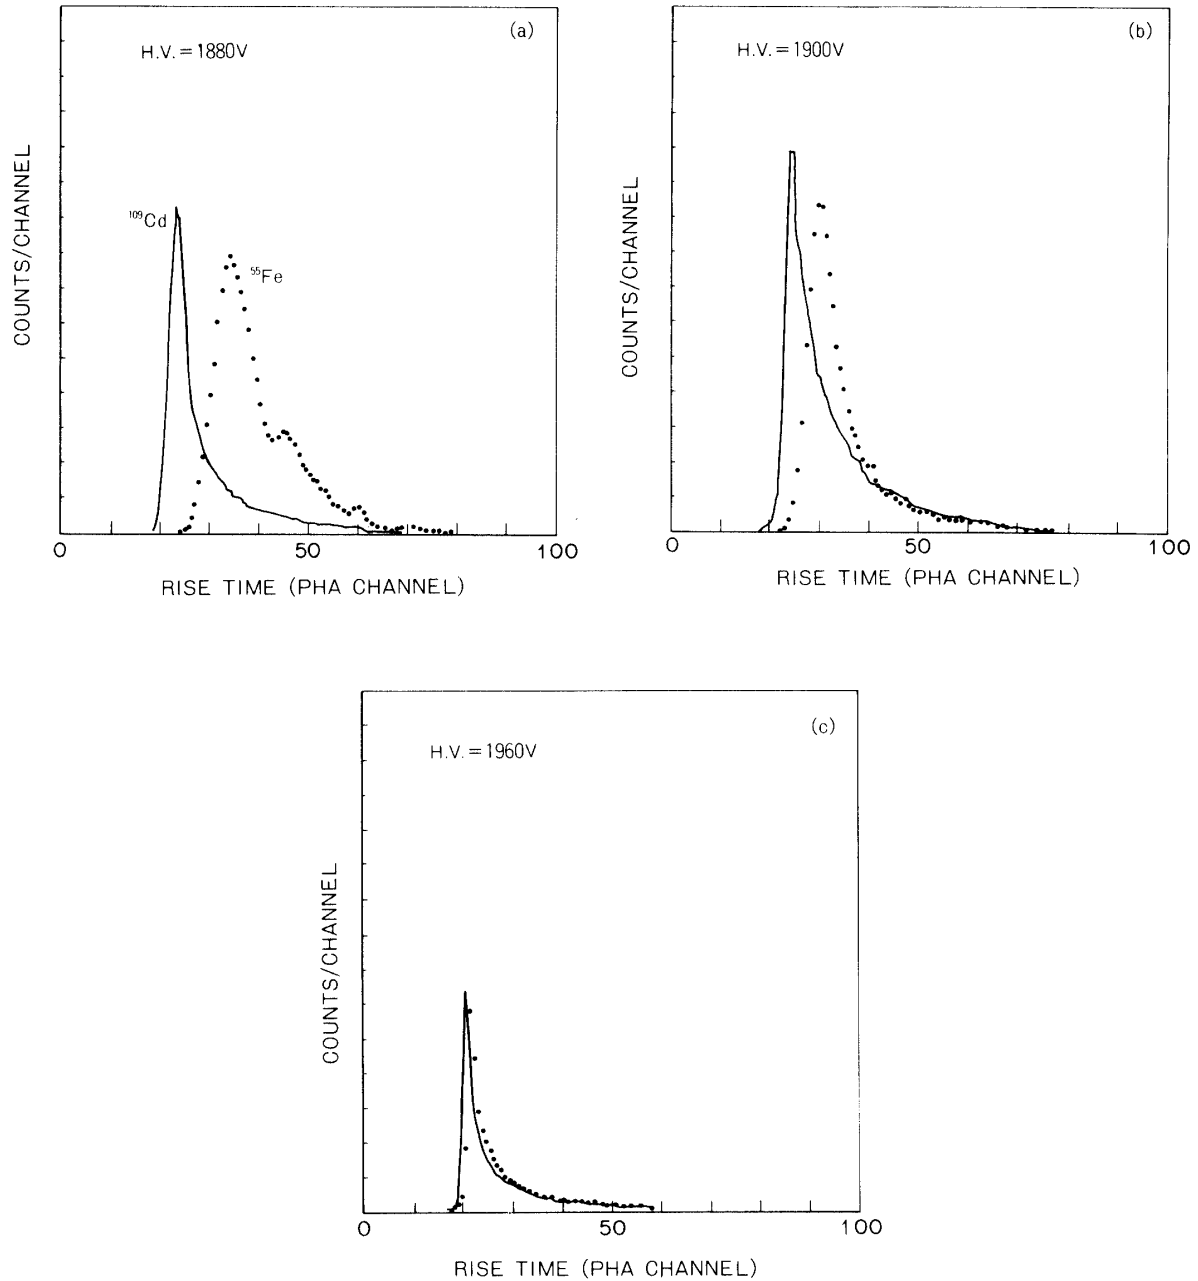 (a)
H.V. = 1880V
¹⁰⁹Cd
⁵⁵Fe
COUNTS/CHANNEL
0 50 100
RISE TIME (PHA CHANNEL)
(b)
H.V. = 1900V
COUNTS/CHANNEL
0 50 100
RISE TIME (PHA CHANNEL)
(c)
H.V. = 1960V
COUNTS/CHANNEL
0 50 100
RISE TIME (PHA CHANNEL)